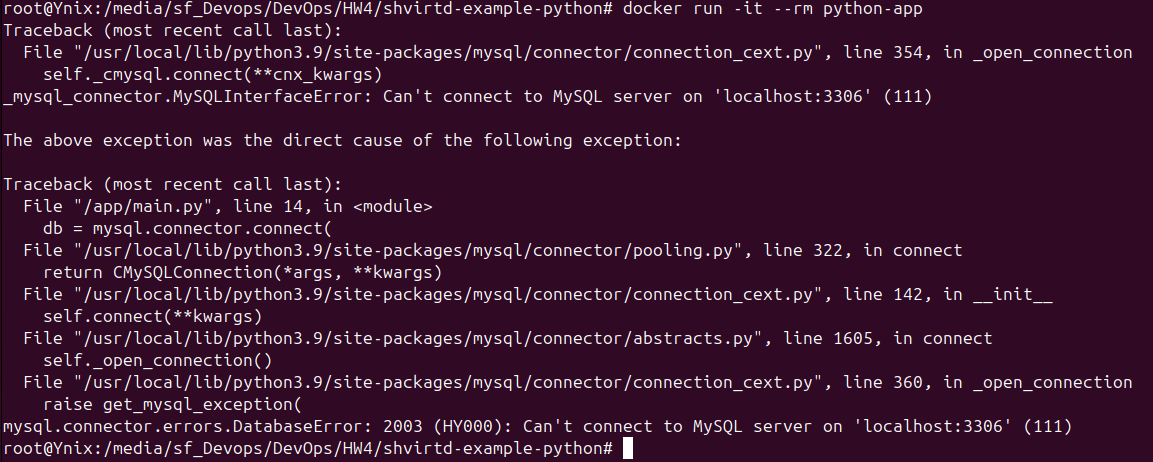 root@Ynix:/media/sf_Devops/DevOps/HW4/shvirtd-example-python# docker run -it --rm python-app
Traceback (most recent call last):
  File "/usr/local/lib/python3.9/site-packages/mysql/connector/connection_cext.py", line 354, in _open_connection
    self._cmysql.connect(**cnx_kwargs)
_mysql_connector.MySQLInterfaceError: Can't connect to MySQL server on 'localhost:3306' (111)

The above exception was the direct cause of the following exception:

Traceback (most recent call last):
  File "/app/main.py", line 14, in <module>
    db = mysql.connector.connect(
  File "/usr/local/lib/python3.9/site-packages/mysql/connector/pooling.py", line 322, in connect
    return CMySQLConnection(*args, **kwargs)
  File "/usr/local/lib/python3.9/site-packages/mysql/connector/connection_cext.py", line 142, in __init__
    self.connect(**kwargs)
  File "/usr/local/lib/python3.9/site-packages/mysql/connector/abstracts.py", line 1605, in connect
    self._open_connection()
  File "/usr/local/lib/python3.9/site-packages/mysql/connector/connection_cext.py", line 360, in _open_connection
    raise get_mysql_exception(
mysql.connector.errors.DatabaseError: 2003 (HY000): Can't connect to MySQL server on 'localhost:3306' (111)
root@Ynix:/media/sf_Devops/DevOps/HW4/shvirtd-example-python#